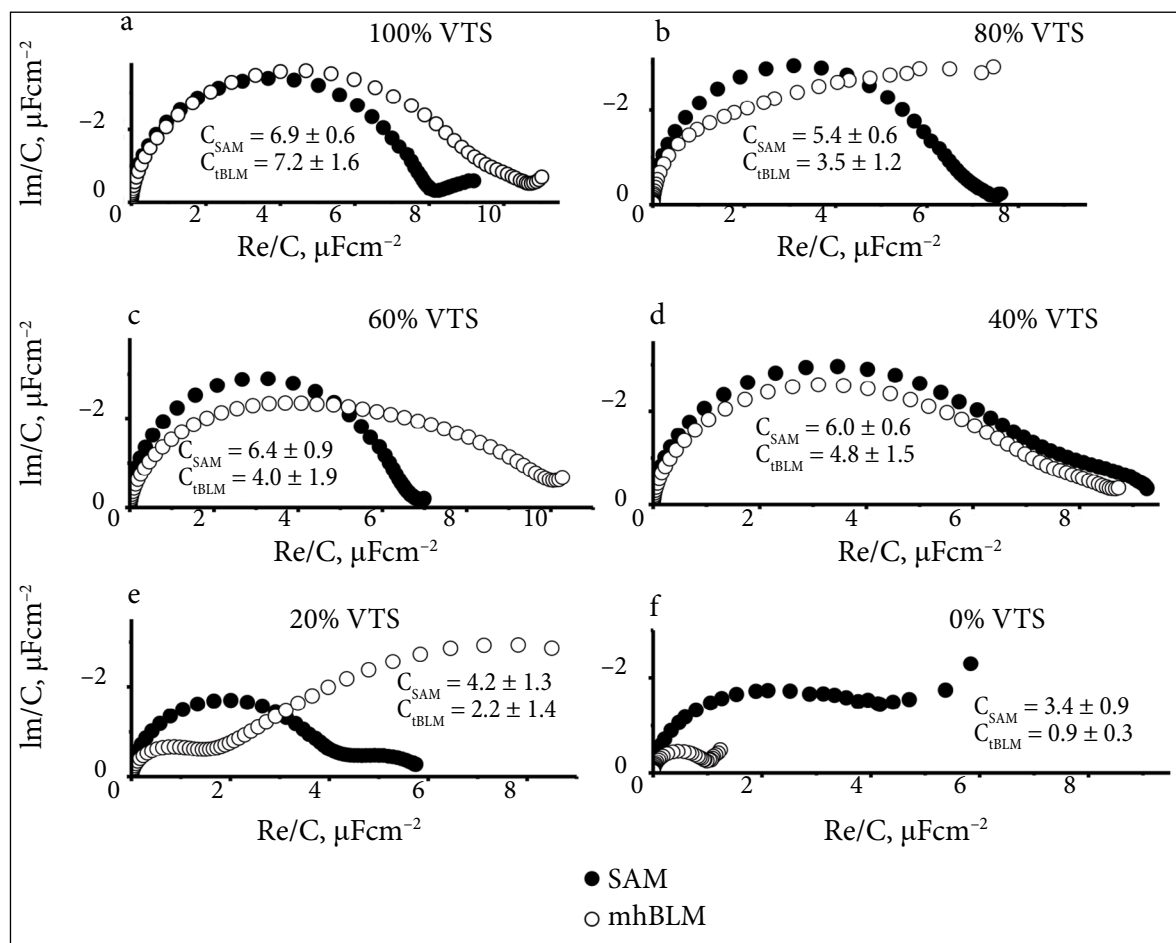 a
100% VTS
lm/C, µFcm⁻²
−2
0
C_SAM = 6.9 ± 0.6
C_tBLM = 7.2 ± 1.6
0 2 4 6 8 10
Re/C, µFcm⁻²
b
80% VTS
−2
0
C_SAM = 5.4 ± 0.6
C_tBLM = 3.5 ± 1.2
0 2 4 6 8
Re/C, µFcm⁻²
c
60% VTS
lm/C, µFcm⁻²
−2
0
C_SAM = 6.4 ± 0.9
C_tBLM = 4.0 ± 1.9
0 2 4 6 8 10
Re/C, µFcm⁻²
d
40% VTS
−2
0
C_SAM = 6.0 ± 0.6
C_tBLM = 4.8 ± 1.5
0 2 4 6 8
Re/C, µFcm⁻²
e
20% VTS
lm/C, µFcm⁻²
−2
0
C_SAM = 4.2 ± 1.3
C_tBLM = 2.2 ± 1.4
0 2 4 6 8
Re/C, µFcm⁻²
f
0% VTS
−2
0
C_SAM = 3.4 ± 0.9
C_tBLM = 0.9 ± 0.3
0 2 4 6 8
Re/C, µFcm⁻²
SAM
mhBLM